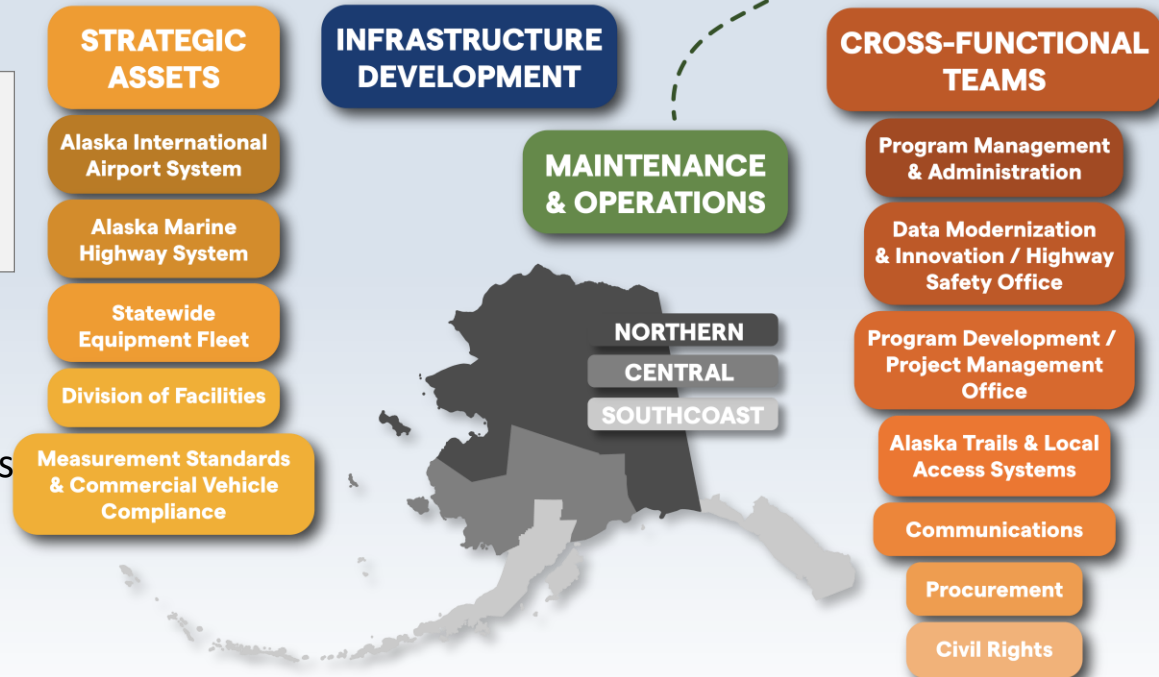 STRATEGIC
ASSETS
Alaska International
Airport System
Alaska Marine
Highway System
Statewide
Equipment Fleet
Division of Facilities
s
Measurement Standards
& Commercial Vehicle
Compliance
INFRASTRUCTURE
DEVELOPMENT
MAINTENANCE
& OPERATIONS
NORTHERN
CENTRAL
SOUTHCOAST
CROSS-FUNCTIONAL
TEAMS
Program Management
& Administration
Data Modernization
& Innovation / Highway
Safety Office
Program Development /
Project Management
Office
Alaska Trails & Local
Access Systems
Communications
Procurement
Civil Rights